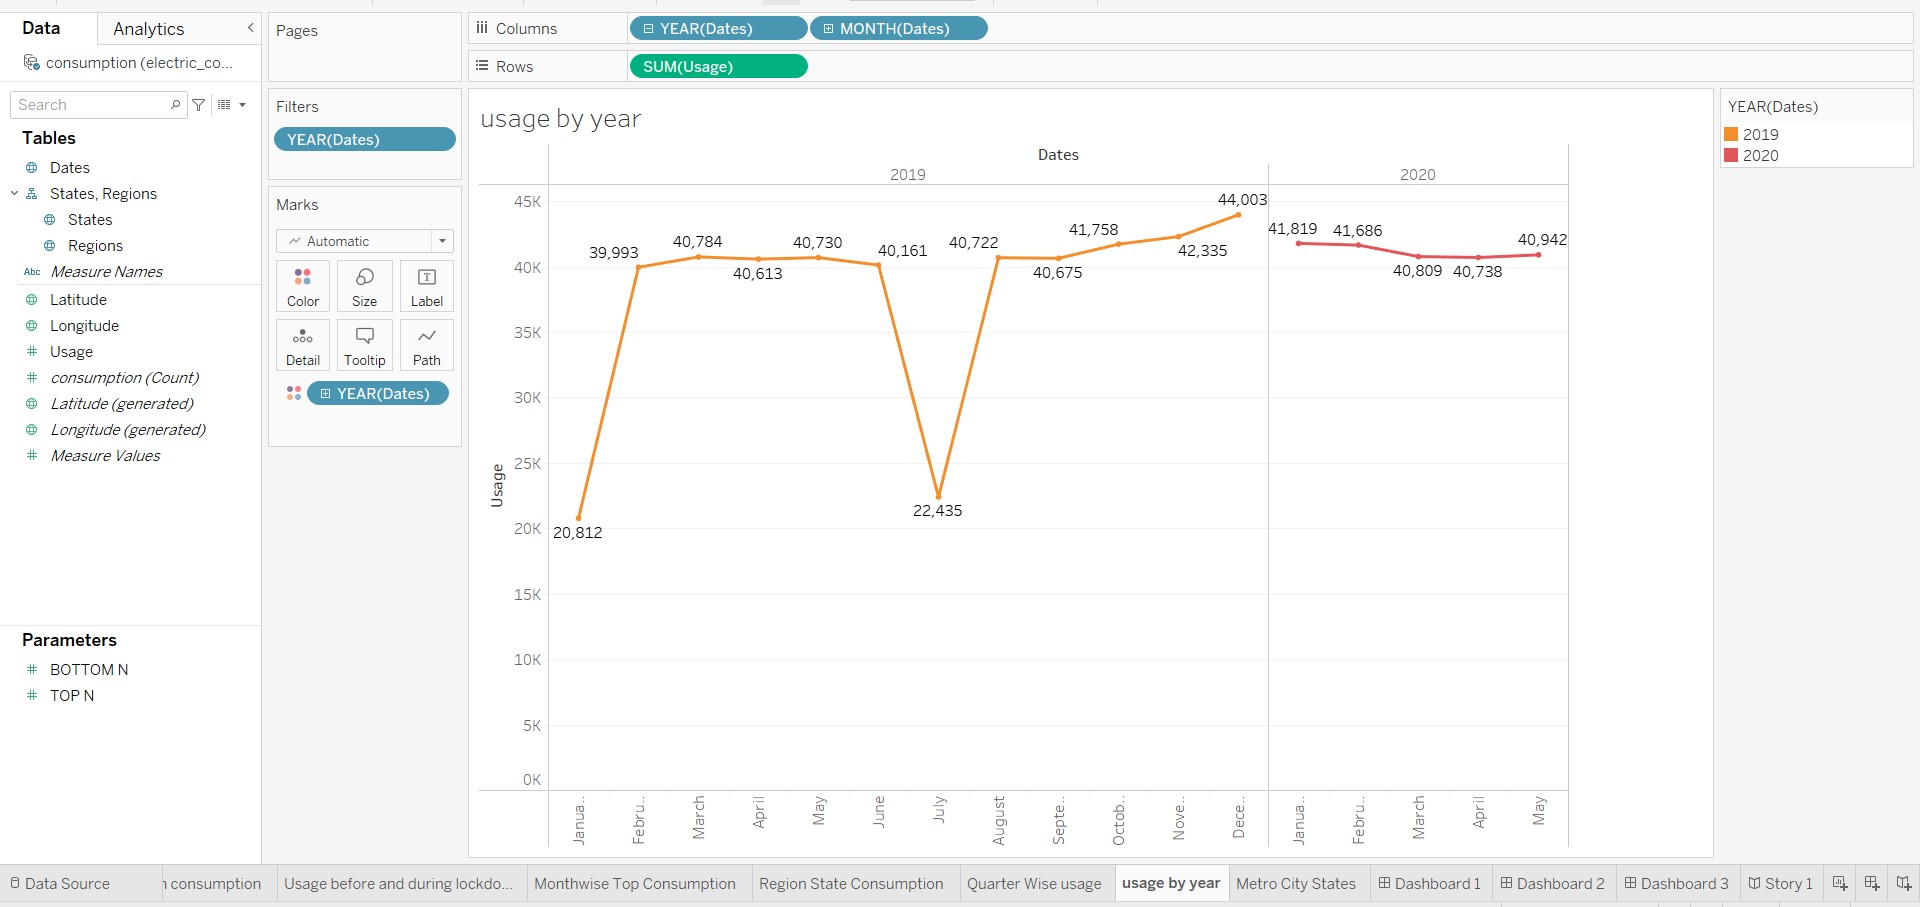 Data
Analytics
consumption (electric_co...
Search
Tables
Dates
States, Regions
States
Regions
Abc Measure Names
Latitude
Longitude
Usage
consumption (Count)
Latitude (generated)
Longitude (generated)
Measure Values
Parameters
BOTTOM N
TOP N
Pages
Filters
YEAR(Dates)
Marks
Automatic
Color Size Label
Detail Tooltip Path
YEAR(Dates)
Columns YEAR(Dates) MONTH(Dates)
Rows SUM(Usage)
usage by year
Dates
2019 2020
Usage
45K
40K
35K
30K
25K
20K
15K
10K
5K
0K
20,812
39,993
40,784
40,613
40,730
40,161
22,435
40,722
40,675
41,758
42,335
44,003
41,819
41,686
40,809
40,738
40,942
Janua..
Febru..
March
April
May
June
July
August
Septe..
Octob..
Nove..
Dece..
Janua..
Febru..
March
April
May
YEAR(Dates)
2019
2020
Data Source consumption Usage before and during lockdo... Monthwise Top Consumption Region State Consumption Quarter Wise usage usage by year Metro City States Dashboard 1 Dashboard 2 Dashboard 3 Story 1